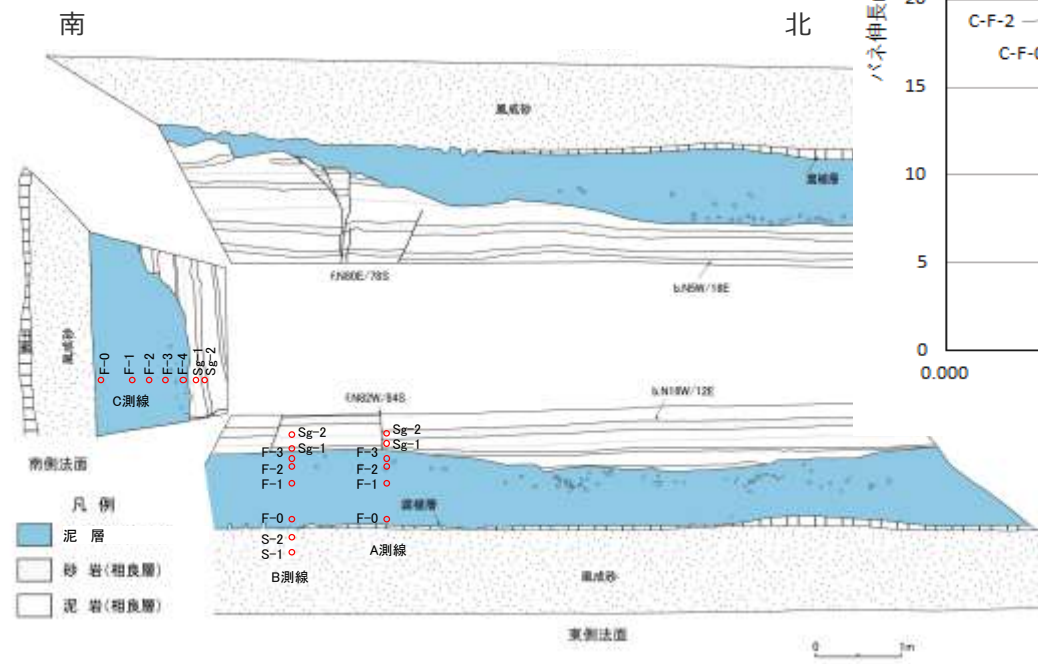 南
北
バネ伸長
20
15
10
5
0
0.000
C-F-2
C-F-0
風成砂
腐植層
f.N80E/78S
b.N5W/18E
風成砂
F-0
F-1
F-2
F-3
F-4
Sg-1
Sg-2
C測線
南側法面
f.N82W/84S
b.N16W/12E
Sg-2
Sg-1
F-3
F-2
F-1
F-0
S-2
S-1
B測線
Sg-2
Sg-1
F-3
F-2
F-1
F-0
A測線
腐植層
風成砂
東側法面
0 1m
凡 例
泥 層
砂 岩(相良層)
泥 岩(相良層)